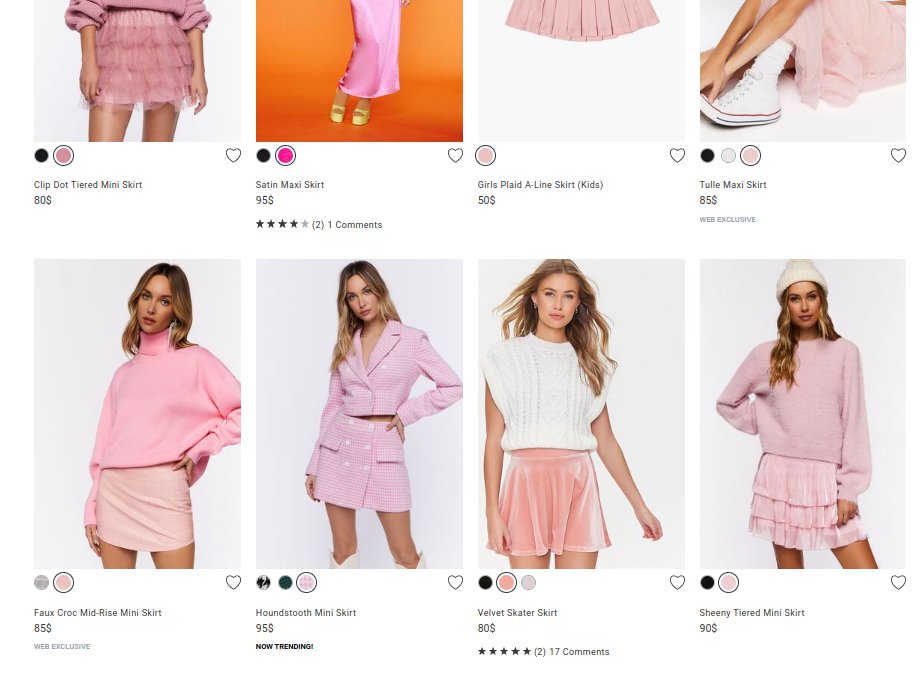 Clip Dot Tiered Mini Skirt
80$
Satin Maxi Skirt
95$
★★★★★ (2) 1 Comments
Girls Plaid A-Line Skirt (Kids)
50$
Tulle Maxi Skirt
85$
WEB EXCLUSIVE
Faux Croc Mid-Rise Mini Skirt
85$
WEB EXCLUSIVE
Houndstooth Mini Skirt
95$
NOW TRENDING!
Velvet Skater Skirt
80$
★★★★★ (2) 17 Comments
Sheeny Tiered Mini Skirt
90$